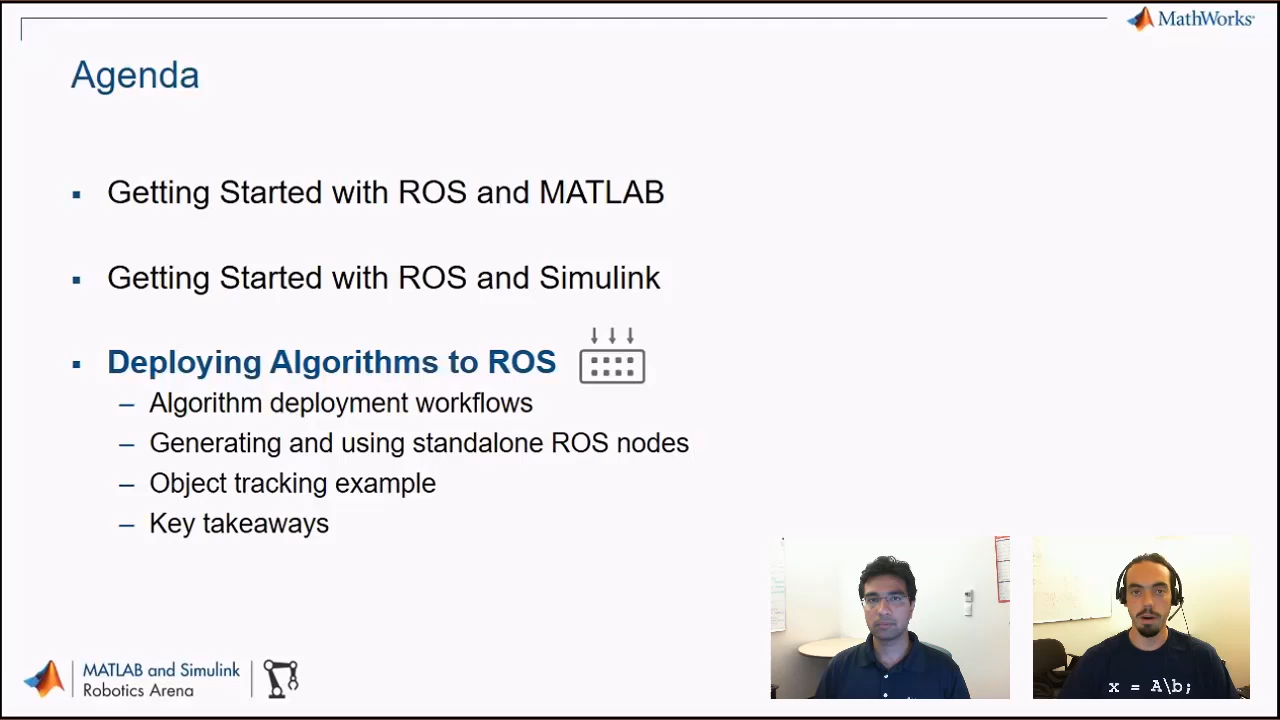 MathWorks
Agenda
Getting Started with ROS and MATLAB
Getting Started with ROS and Simulink
Deploying Algorithms to ROS
– Algorithm deployment workflows
– Generating and using standalone ROS nodes
– Object tracking example
– Key takeaways
x = A\b;
MATLAB and Simulink
Robotics Arena